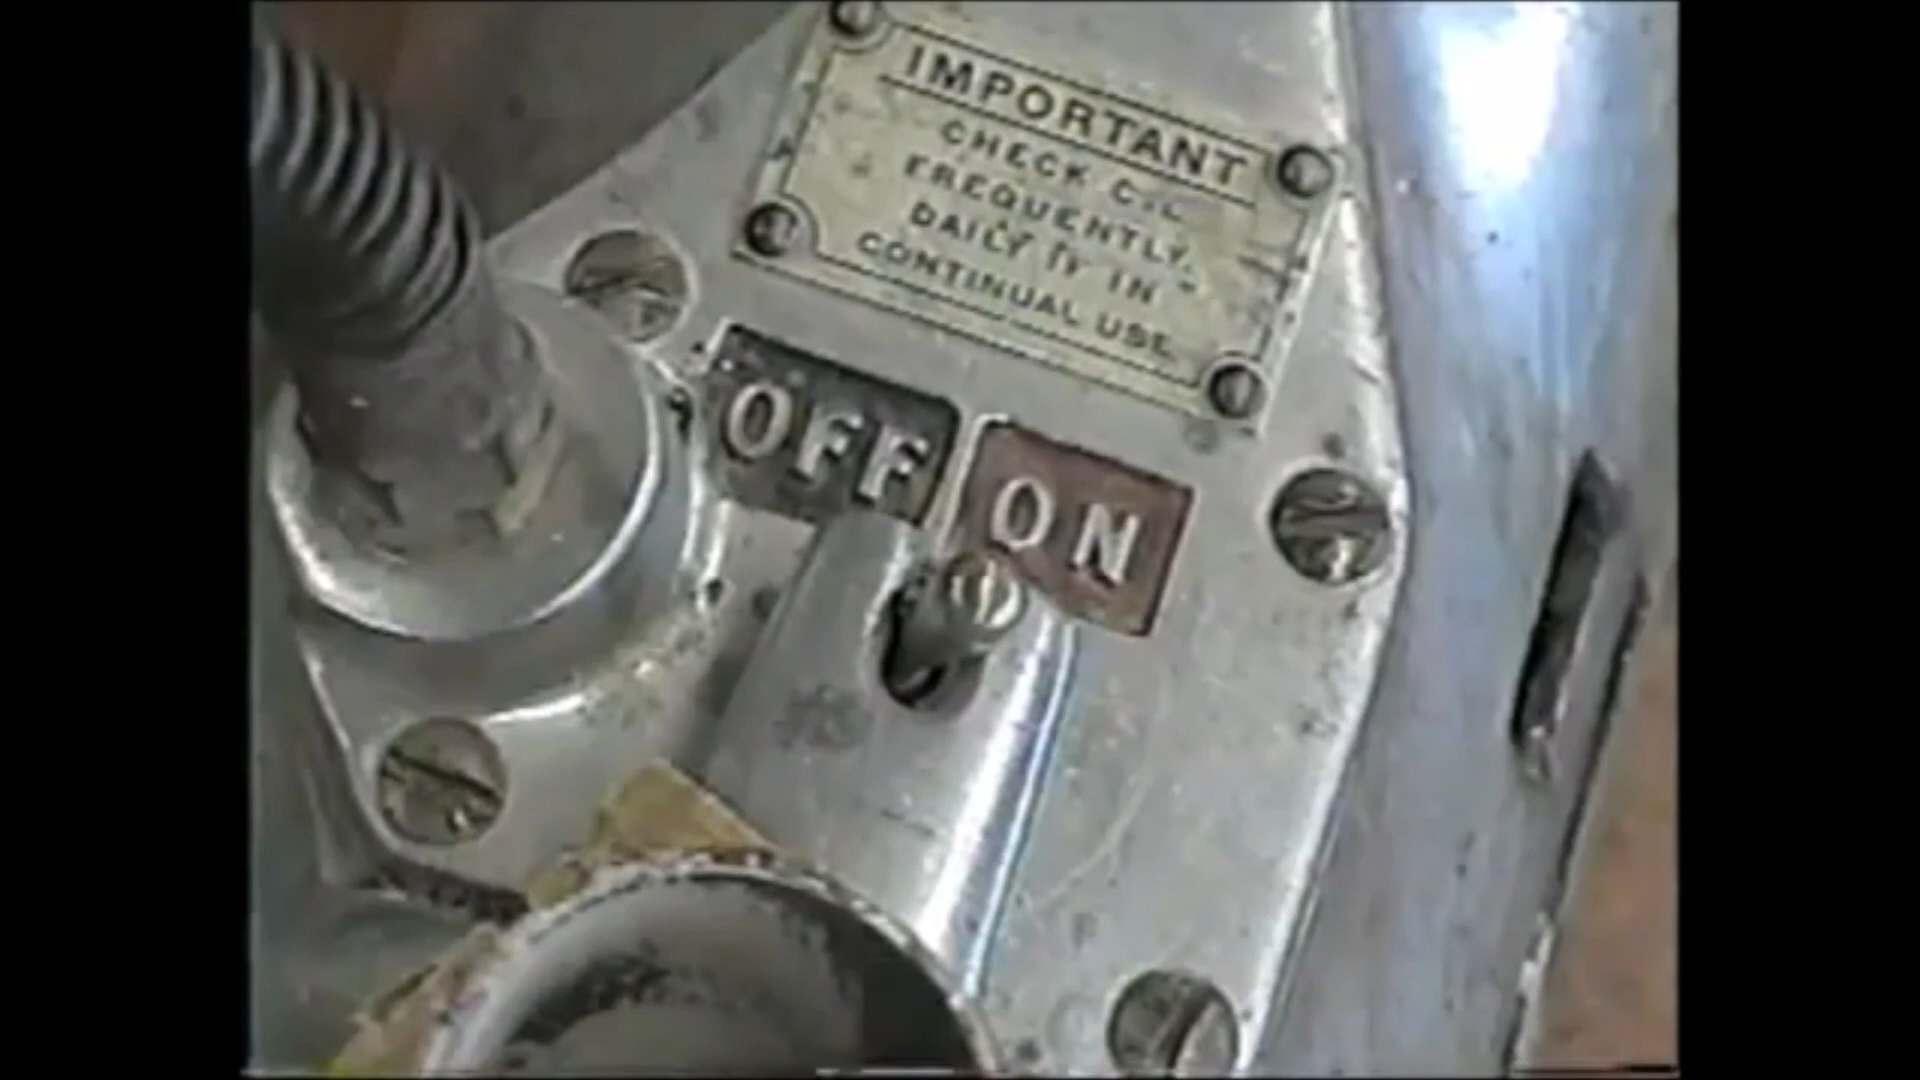 IMPORTANT
CHECK
FREQUENTLY,
DAILY IF IN
CONTINUAL USE
OFF
ON